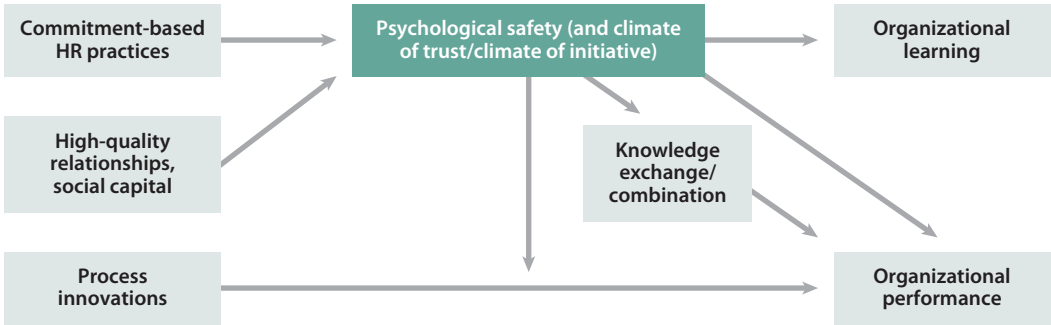 Commitment-based
HR practices
Psychological safety (and climate
of trust/climate of initiative)
Organizational
learning
High-quality
relationships,
social capital
Knowledge
exchange/
combination
Process
innovations
Organizational
performance